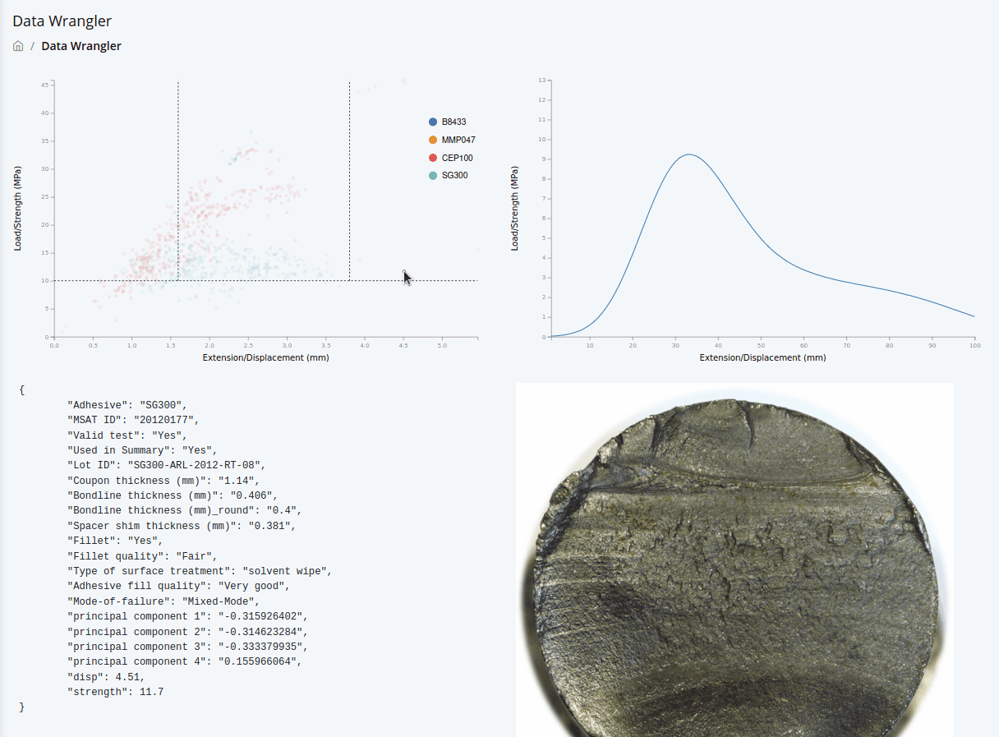 Data Wrangler
/ Data Wrangler
45
40
35
30
25
20
15
10
5
0
Load/Strength (MPa)
0.0 0.5 1.0 1.5 2.0 2.5 3.0 3.5 4.0 4.5 5.0
Extension/Displacement (mm)
B8433
MMP047
CEP100
SG300
13
12
11
10
9
8
7
6
5
4
3
2
1
0
Load/Strength (MPa)
10 20 30 40 50 60 70 80 90 100
Extension/Displacement (mm)
{
"Adhesive": "SG300",
"MSAT ID": "20120177",
"Valid test": "Yes",
"Used in Summary": "Yes",
"Lot ID": "SG300-ARL-2012-RT-08",
"Coupon thickness (mm)": "1.14",
"Bondline thickness (mm)": "0.406",
"Bondline thickness (mm)_round": "0.4",
"Spacer shim thickness (mm)": "0.381",
"Fillet": "Yes",
"Fillet quality": "Fair",
"Type of surface treatment": "solvent wipe",
"Adhesive fill quality": "Very good",
"Mode-of-failure": "Mixed-Mode",
"principal component 1": "-0.315926402",
"principal component 2": "-0.314623284",
"principal component 3": "-0.333379935",
"principal component 4": "0.155966064",
"disp": 4.51,
"strength": 11.7
}